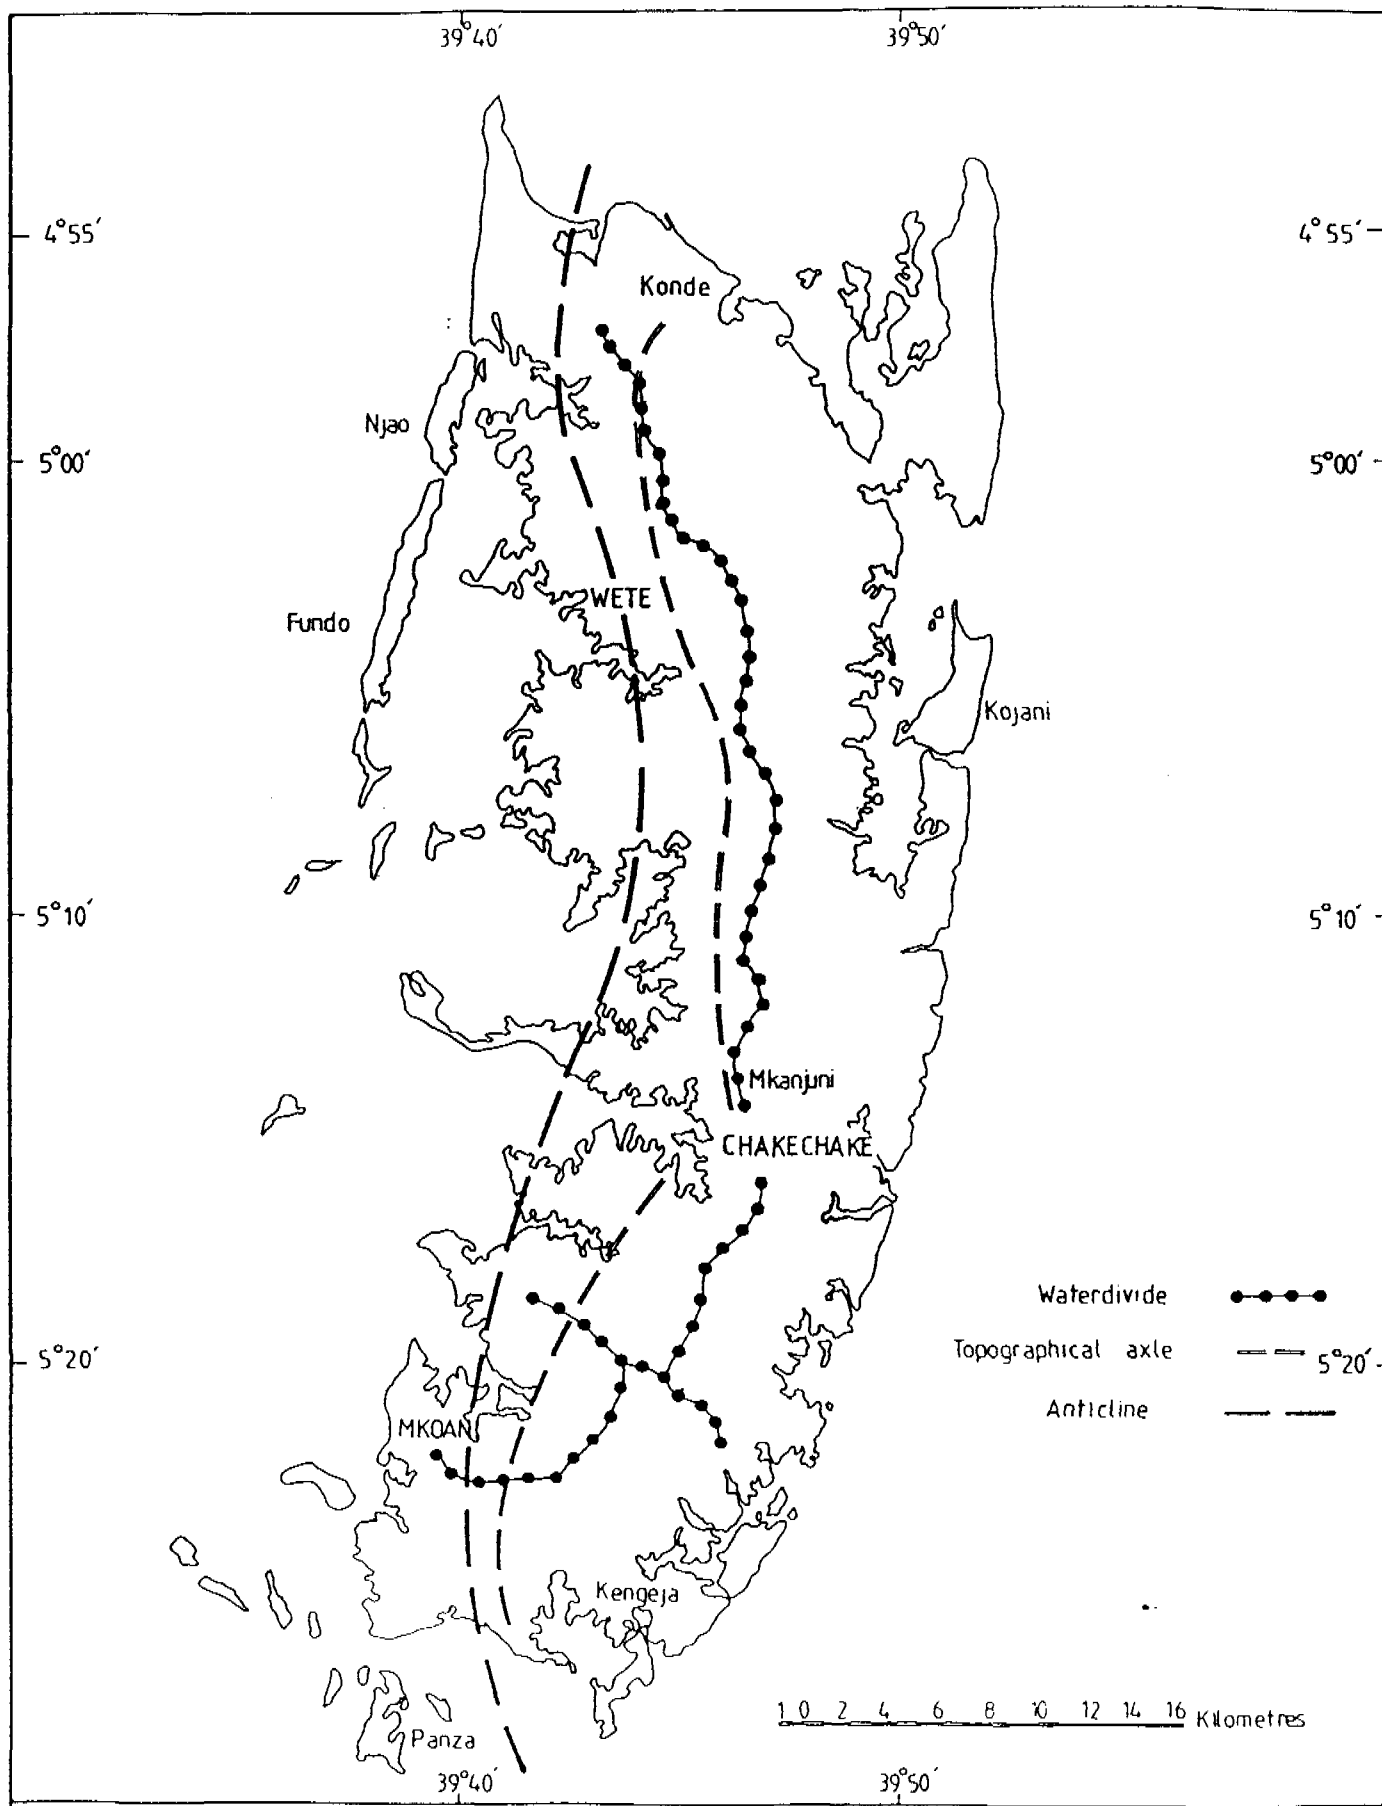 39°40′ 39°50′
4°55′ 4°55′
Konde
Njao
5°00′ 5°00′
WETE
Fundo
Kojani
5°10′ 5°10′
Mkanjuni
CHAKECHAKE
Waterdivide
Topographical axle
5°20′ 5°20′
Anticline
MKOANI
Kengeja
1 0 2 4 6 8 10 12 14 16 Kilometres
Panza
39°40′ 39°50′